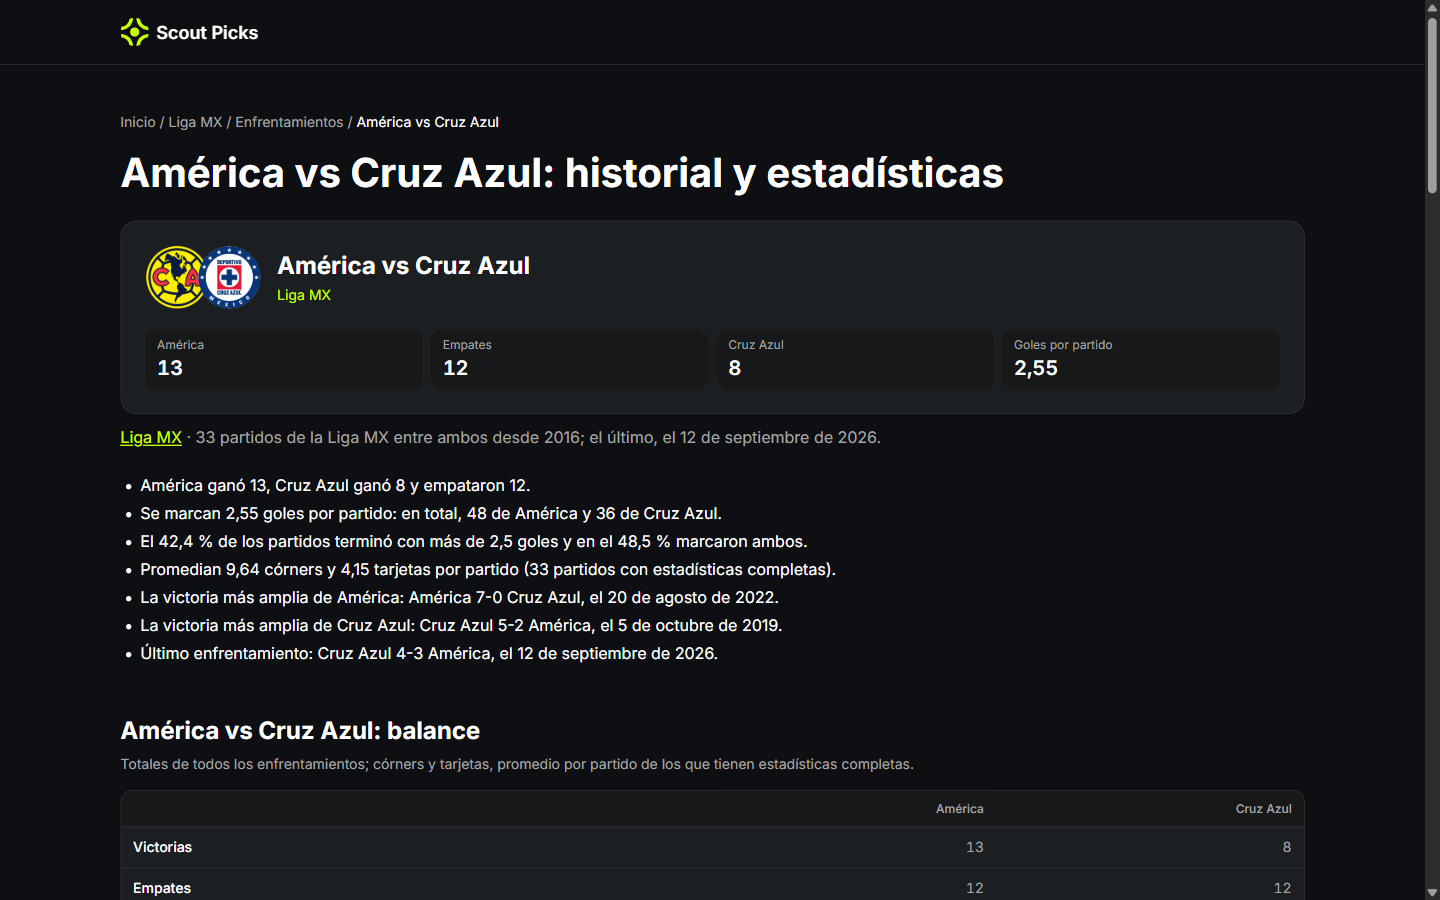 Scout Picks
Inicio / Liga MX / Enfrentamientos / América vs Cruz Azul
América vs Cruz Azul: historial y estadísticas
CA
DEPORTIVO
CRUZ AZUL
MEXICO
América vs Cruz Azul
Liga MX
América
13
Empates
12
Cruz Azul
8
Goles por partido
2,55
Liga MX · 33 partidos de la Liga MX entre ambos desde 2016; el último, el 12 de septiembre de 2026.
• América ganó 13, Cruz Azul ganó 8 y empataron 12.
• Se marcan 2,55 goles por partido: en total, 48 de América y 36 de Cruz Azul.
• El 42,4 % de los partidos terminó con más de 2,5 goles y en el 48,5 % marcaron ambos.
• Promedian 9,64 córners y 4,15 tarjetas por partido (33 partidos con estadísticas completas).
• La victoria más amplia de América: América 7-0 Cruz Azul, el 20 de agosto de 2022.
• La victoria más amplia de Cruz Azul: Cruz Azul 5-2 América, el 5 de octubre de 2019.
• Último enfrentamiento: Cruz Azul 4-3 América, el 12 de septiembre de 2026.
América vs Cruz Azul: balance
Totales de todos los enfrentamientos; córners y tarjetas, promedio por partido de los que tienen estadísticas completas.
América Cruz Azul
Victorias 13 8
Empates 12 12